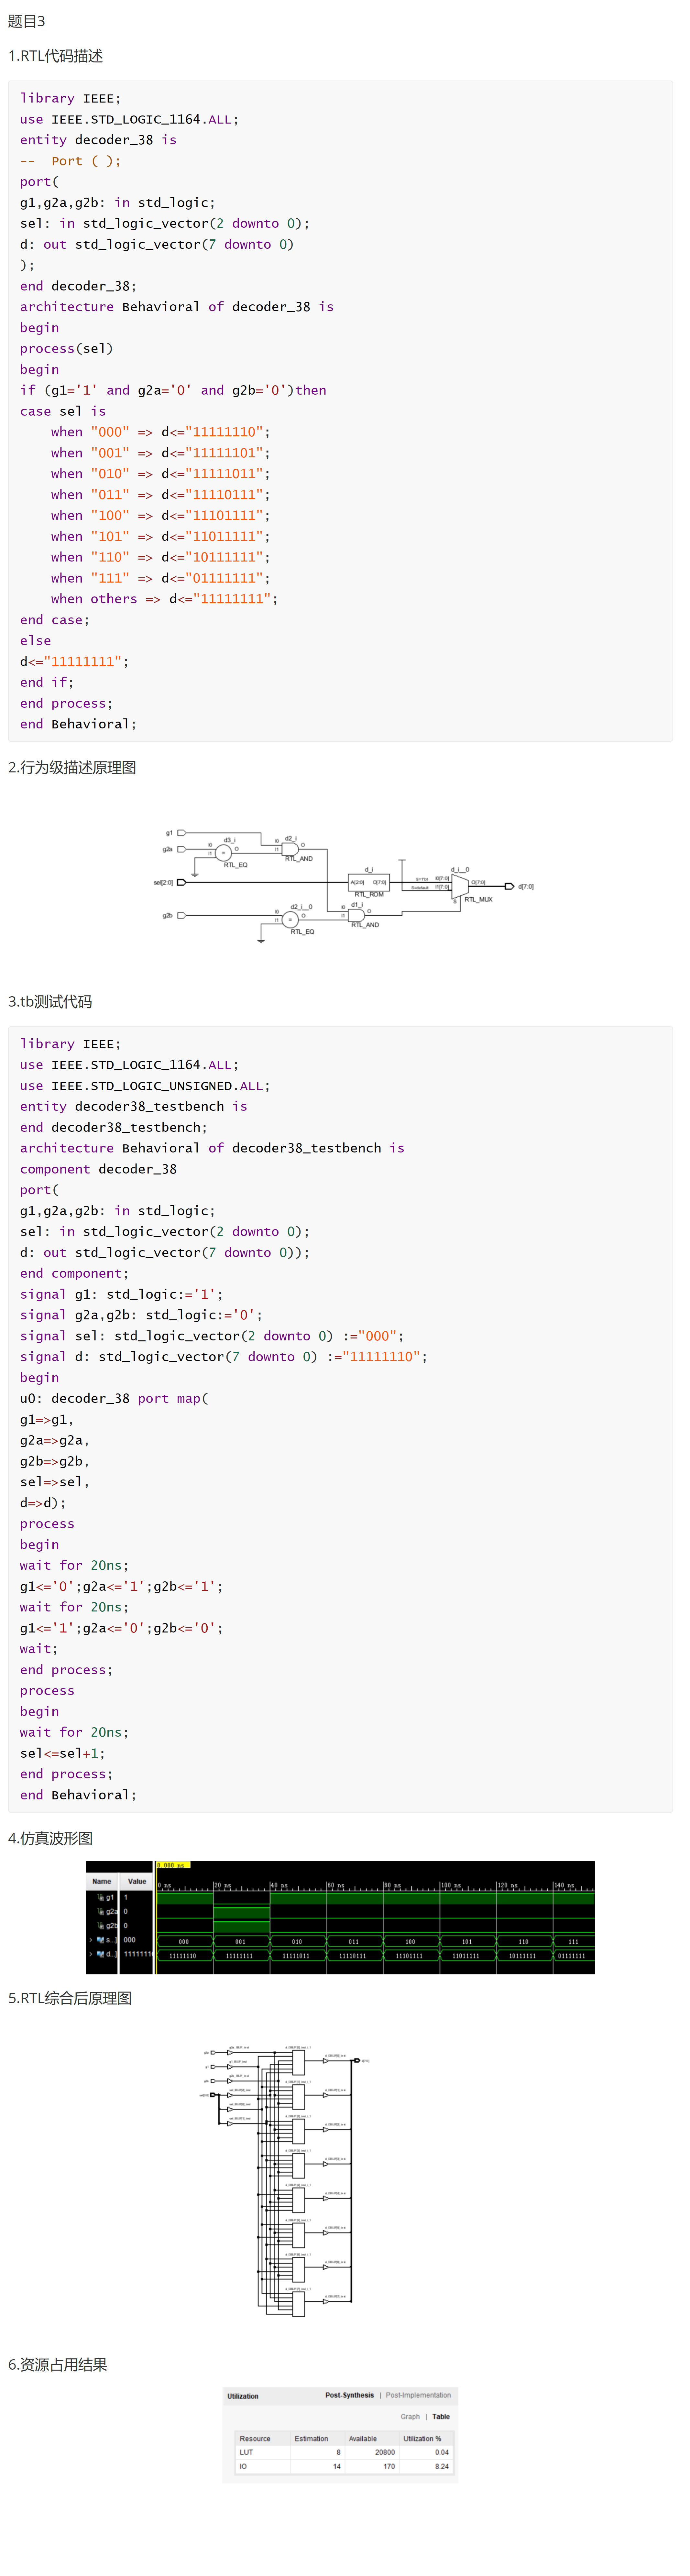 题目3
1.RTL代码描述
library IEEE;
use IEEE.STD_LOGIC_1164.ALL;
entity decoder_38 is
--  Port ( );
port(
g1,g2a,g2b: in std_logic;
sel: in std_logic_vector(2 downto 0);
d: out std_logic_vector(7 downto 0)
);
end decoder_38;
architecture Behavioral of decoder_38 is
begin
process(sel)
begin
if (g1='1' and g2a='0' and g2b='0')then
case sel is
    when "000" => d<="11111110";
    when "001" => d<="11111101";
    when "010" => d<="11111011";
    when "011" => d<="11110111";
    when "100" => d<="11101111";
    when "101" => d<="11011111";
    when "110" => d<="10111111";
    when "111" => d<="01111111";
    when others => d<="11111111";
end case;
else
d<="11111111";
end if;
end process;
end Behavioral;
2.行为级描述原理图
g1
g2a
d3_i
I0
I1
O
=
RTL_EQ
d2_i
I0
I1
O
RTL_AND
sel[2:0]
d_i
A[2:0] O[7:0]
RTL_ROM
d_i__0
S=1'b1 I0[7:0]
S=default I1[7:0]
O[7:0]
S
RTL_MUX
d[7:0]
g2b
d2_i__0
I0
I1
O
=
RTL_EQ
d1_i
I0
I1
O
RTL_AND
3.tb测试代码
library IEEE;
use IEEE.STD_LOGIC_1164.ALL;
use IEEE.STD_LOGIC_UNSIGNED.ALL;
entity decoder38_testbench is
end decoder38_testbench;
architecture Behavioral of decoder38_testbench is
component decoder_38
port(
g1,g2a,g2b: in std_logic;
sel: in std_logic_vector(2 downto 0);
d: out std_logic_vector(7 downto 0));
end component;
signal g1: std_logic:='1';
signal g2a,g2b: std_logic:='0';
signal sel: std_logic_vector(2 downto 0) :="000";
signal d: std_logic_vector(7 downto 0) :="11111110";
begin
u0: decoder_38 port map(
g1=>g1,
g2a=>g2a,
g2b=>g2b,
sel=>sel,
d=>d);
process
begin
wait for 20ns;
g1<='0';g2a<='1';g2b<='1';
wait for 20ns;
g1<='1';g2a<='0';g2b<='0';
wait;
end process;
process
begin
wait for 20ns;
sel<=sel+1;
end process;
end Behavioral;
4.仿真波形图
0.000 ns
Name Value 0 ns 20 ns 40 ns 60 ns 80 ns 100 ns 120 ns 140 ns
g1 1
g2a 0
g2b 0
s...] 000 000 001 010 011 100 101 110 111
d...] 1111111( 11111110 11111111 11111011 11110111 11101111 11011111 10111111 01111111
5.RTL综合后原理图
6.资源占用结果
Utilization Post-Synthesis | Post-Implementation
Graph | Table
Resource Estimation Available Utilization %
LUT 8 20800 0.04
IO 14 170 8.24